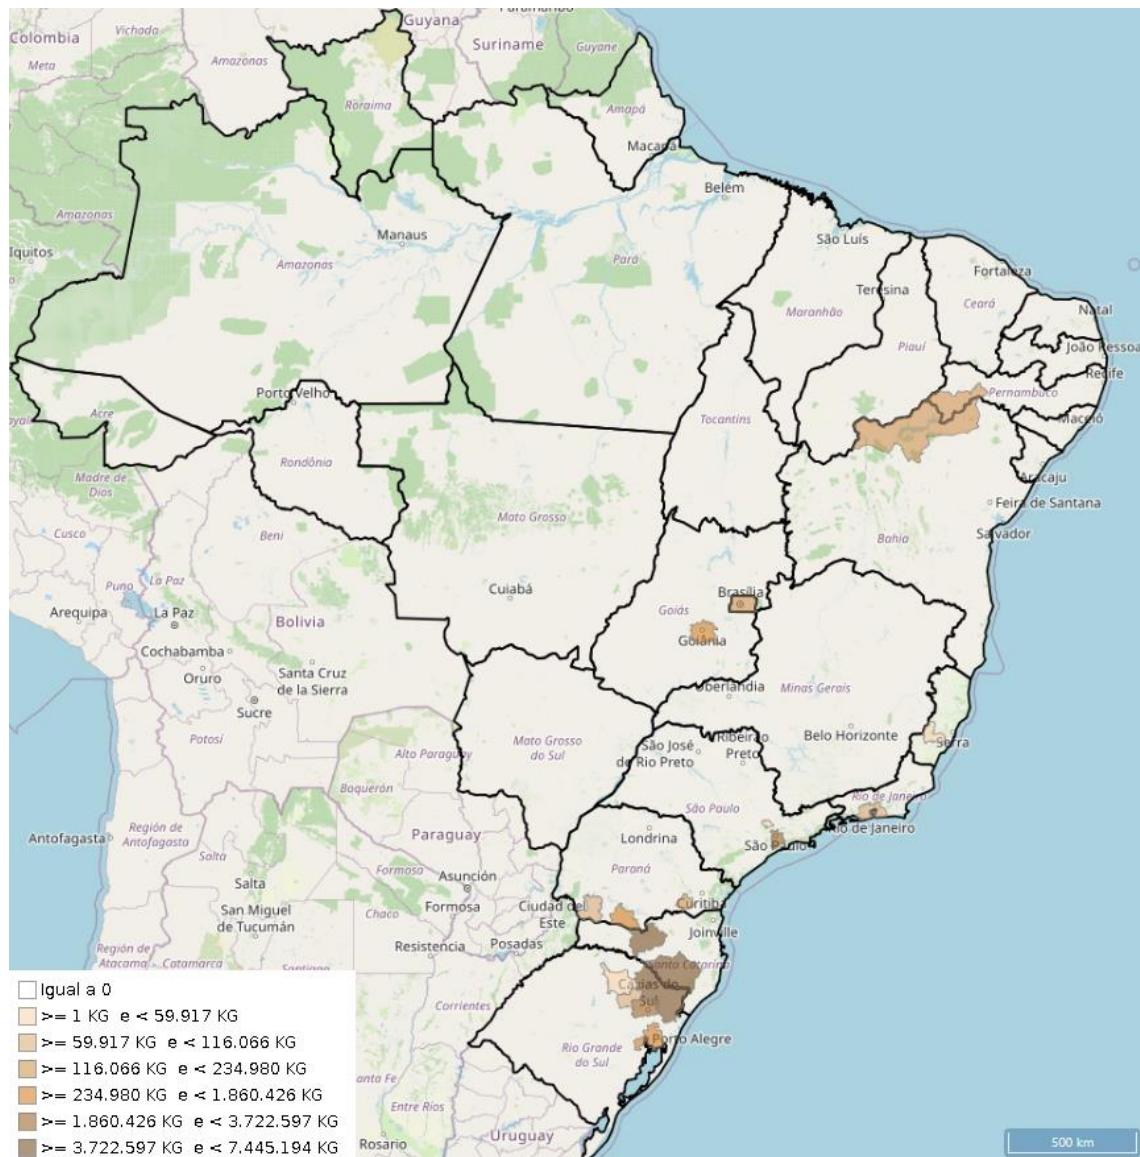 Paramaribo
Guyana
Colombia
Vichada
Suriname
Guyane
Meta
Amazonas
Roraima
Amapá
Macapá
Belém
Amazonas
Manaus
São Luís
Iquitos
Amazonas
Pará
Fortaleza
Teresina
Ceará
Maranhão
Natal
Piauí
João Pessoa
Recife
Porto Velho
Pernambuco
Acre
Tocantins
Maceió
Rondônia
Madre de
Dios
Aracaju
Feira de Santana
Mato Grosso
Cusco
Beni
Salvador
Bahia
Puno
La Paz
Cuiabá
Brasília
Arequipa
La Paz
Goiás
Bolivia
Goiânia
Cochabamba
Oruro
Santa Cruz
de la Sierra
Uberlândia
Minas Gerais
Sucre
Potosí
Belo Horizonte
Serra
Alto Paraguay
Mato Grosso
do Sul
São José
do Rio Preto
Ribeirão
Preto
Boquerón
São Paulo
Rio de Janeiro
Antofagasta
Región de
Antofagasta
Paraguay
Londrina
São Paulo
Rio de Janeiro
Salta
Paraná
Salta
Formosa
Asunción
San Miguel
de Tucumán
Chaco
Formosa
Ciudad del
Este
Curitiba
Resistencia
Posadas
Joinville
Región de
Atacama
Catamarca
Santiago
Santa Catarina
Caxias do
Sul
Corrientes
Porto Alegre
Rio Grande
do Sul
Santa Fe
Entre Ríos
Rosario
Uruguay
Igual a 0
>= 1 KG e < 59.917 KG
>= 59.917 KG e < 116.066 KG
>= 116.066 KG e < 234.980 KG
>= 234.980 KG e < 1.860.426 KG
>= 1.860.426 KG e < 3.722.597 KG
>= 3.722.597 KG e < 7.445.194 KG
500 km